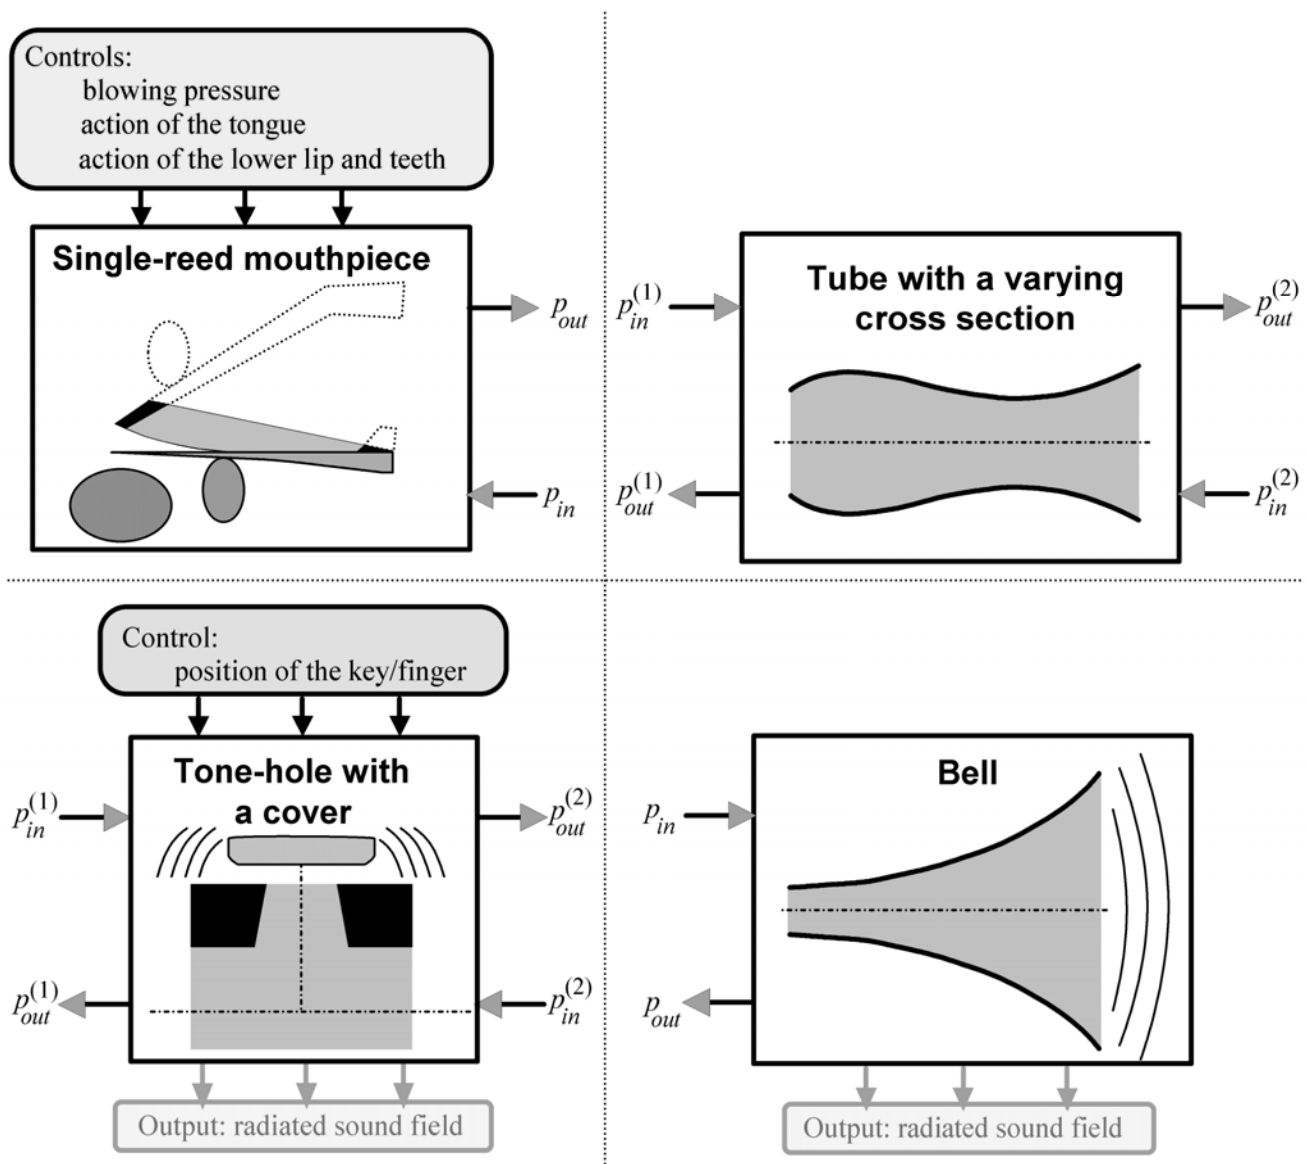 Controls:
blowing pressure
action of the tongue
action of the lower lip and teeth
Single-reed mouthpiece
p_out
p_in
Tube with a varying
cross section
p_in^(1)
p_out^(2)
p_out^(1)
p_in^(2)
Control:
position of the key/finger
Tone-hole with
a cover
p_in^(1)
p_out^(2)
p_out^(1)
p_in^(2)
Output: radiated sound field
Bell
p_in
p_out
Output: radiated sound field